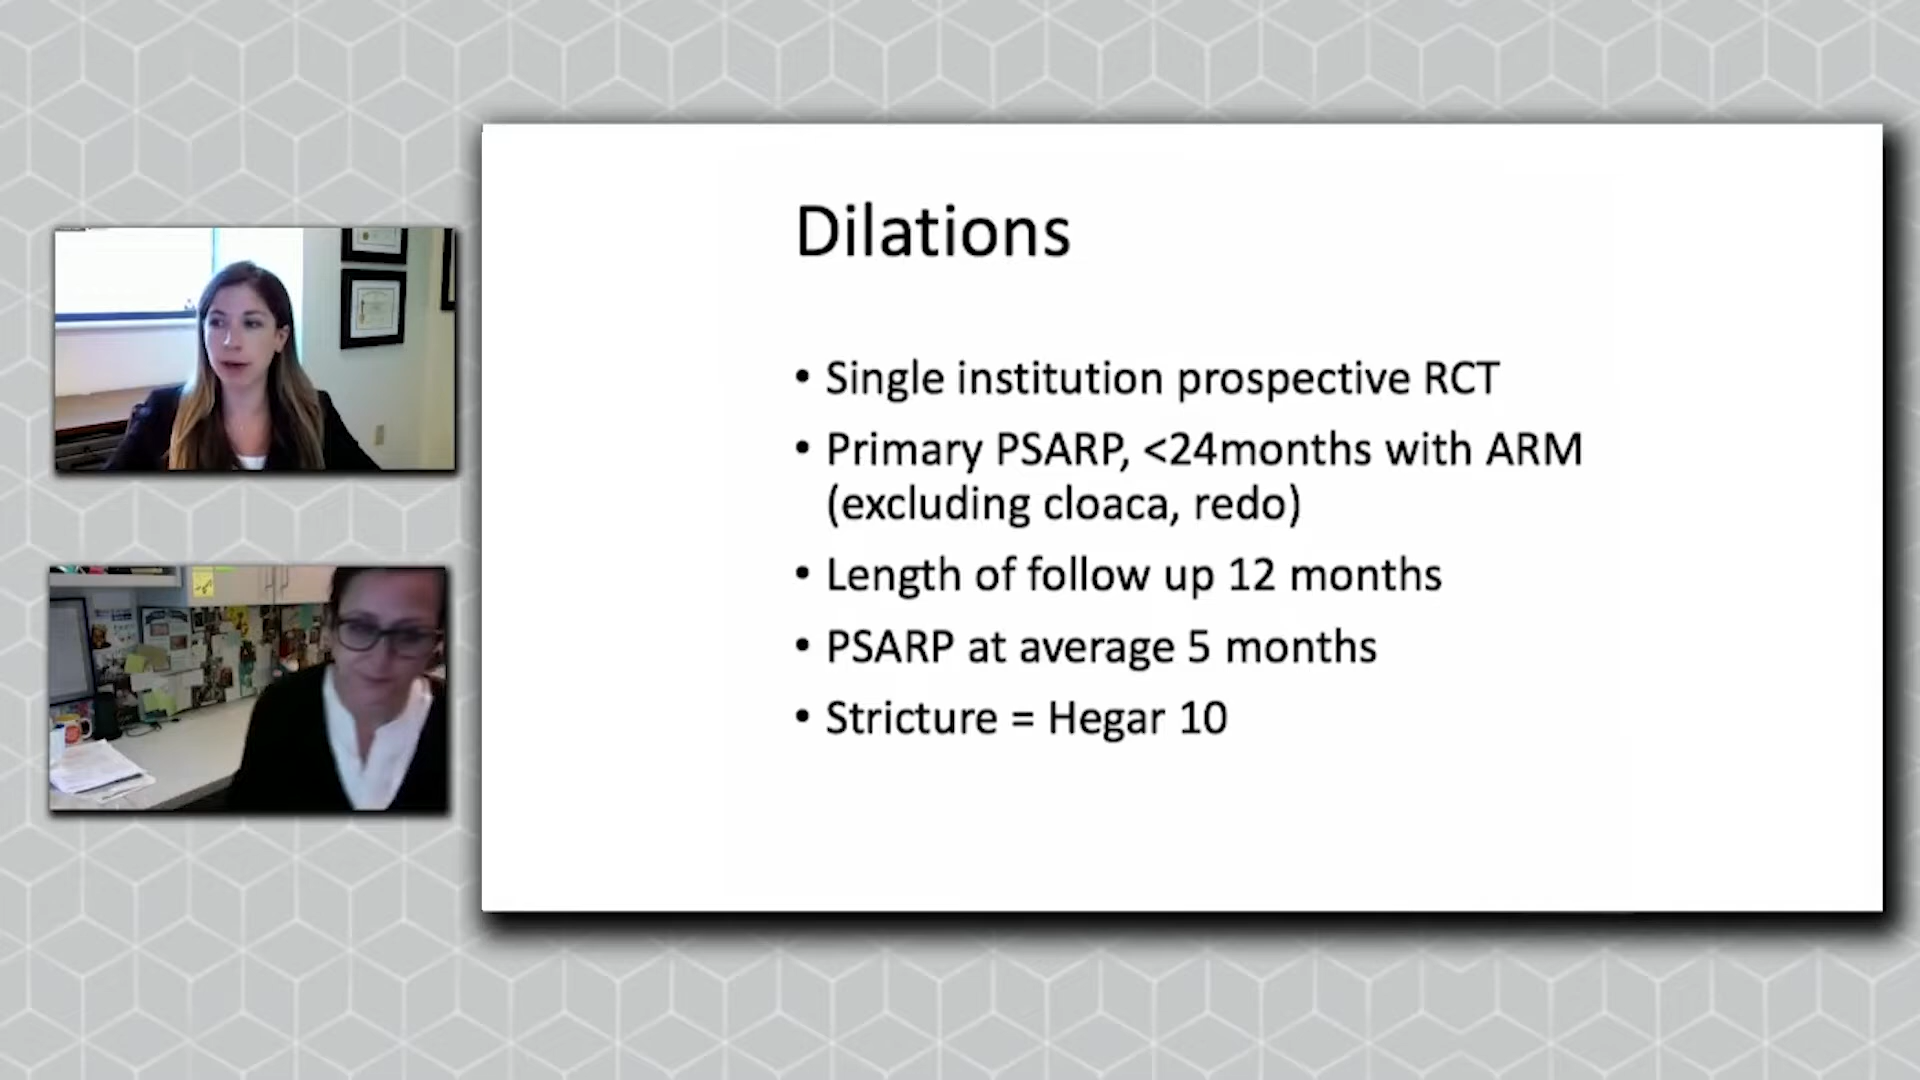 Dilations
• Single institution prospective RCT
• Primary PSARP, <24months with ARM
(excluding cloaca, redo)
• Length of follow up 12 months
• PSARP at average 5 months
• Stricture = Hegar 10